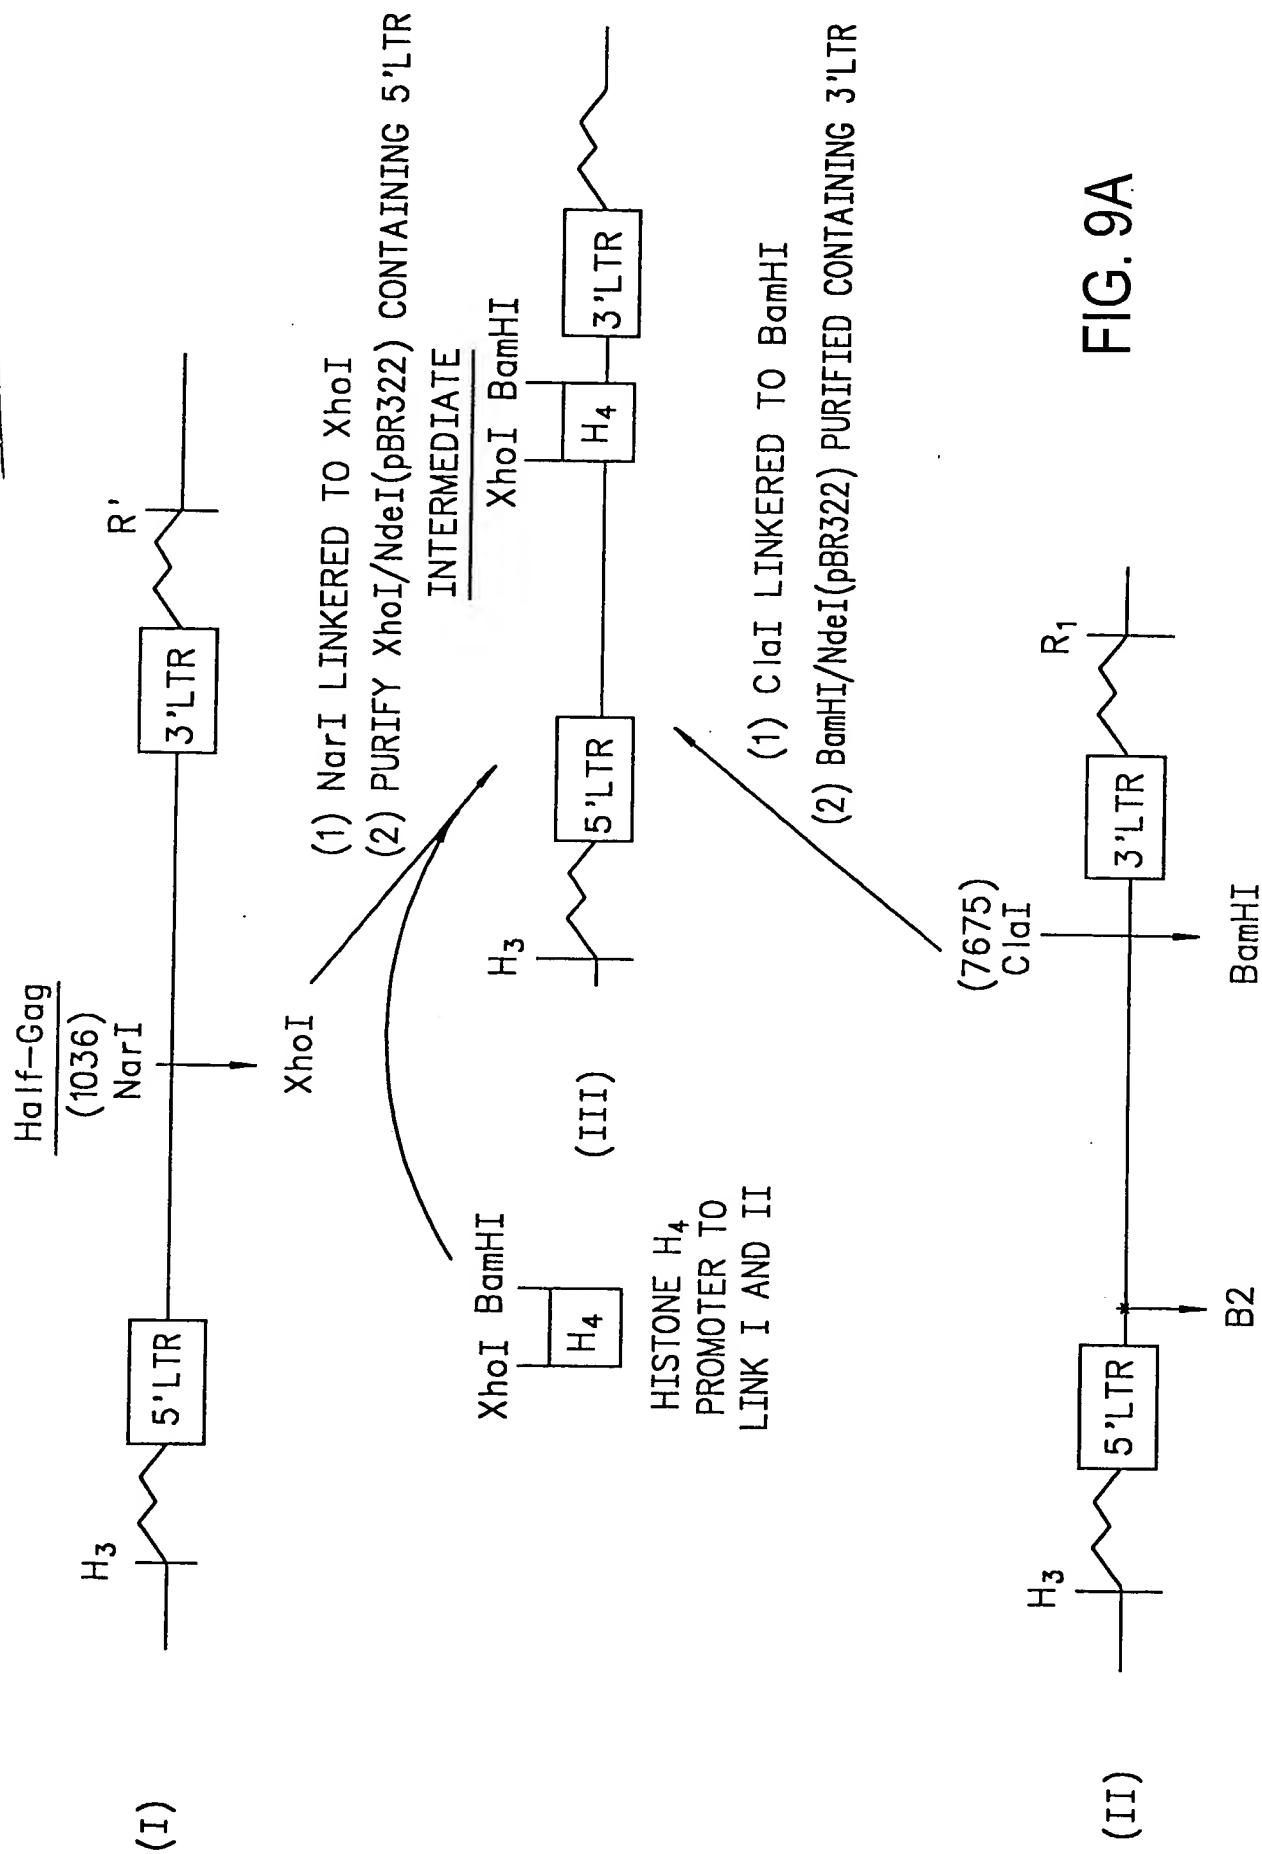 (I)
Half-Gag
(1036)
NarI
H3
5'LTR
3'LTR
R'
XhoI
(1) NarI LINKERED TO XhoI
(2) PURIFY XhoI/NdeI(pBR322) CONTAINING 5'LTR
INTERMEDIATE
XhoI BamHI
H4
HISTONE H4
PROMOTER TO
LINK I AND II
(III)
H3
5'LTR
XhoI BamHI
H4
3'LTR
(1) ClaI LINKERED TO BamHI
(2) BamHI/NdeI(pBR322) PURIFIED CONTAINING 3'LTR
(II)
H3
5'LTR
B2
(7675)
ClaI
BamHI
3'LTR
R1
FIG. 9A